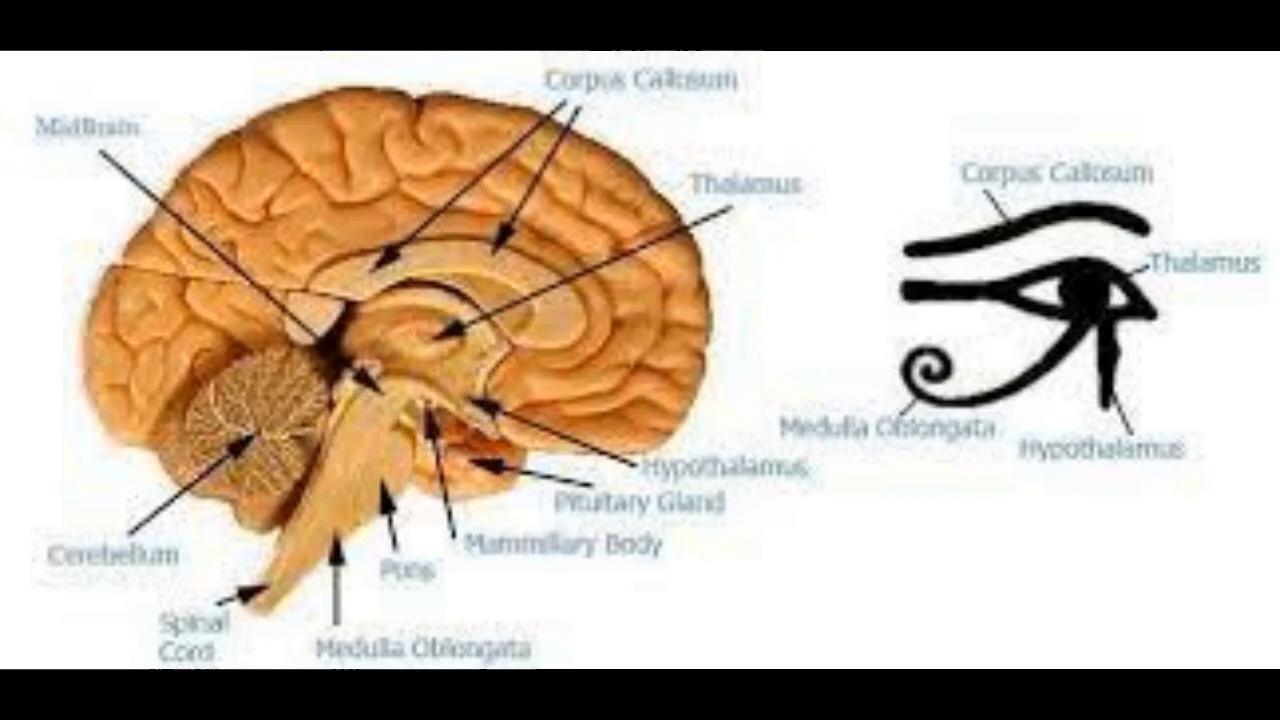 Corpus Callosum
MidBrain
Thalamus
Hypothalamus
Pituitary Gland
Mammillary Body
Pons
Cerebellum
Spinal
Cord
Medulla Oblongata
Corpus Callosum
Thalamus
Medulla Oblongata
Hypothalamus